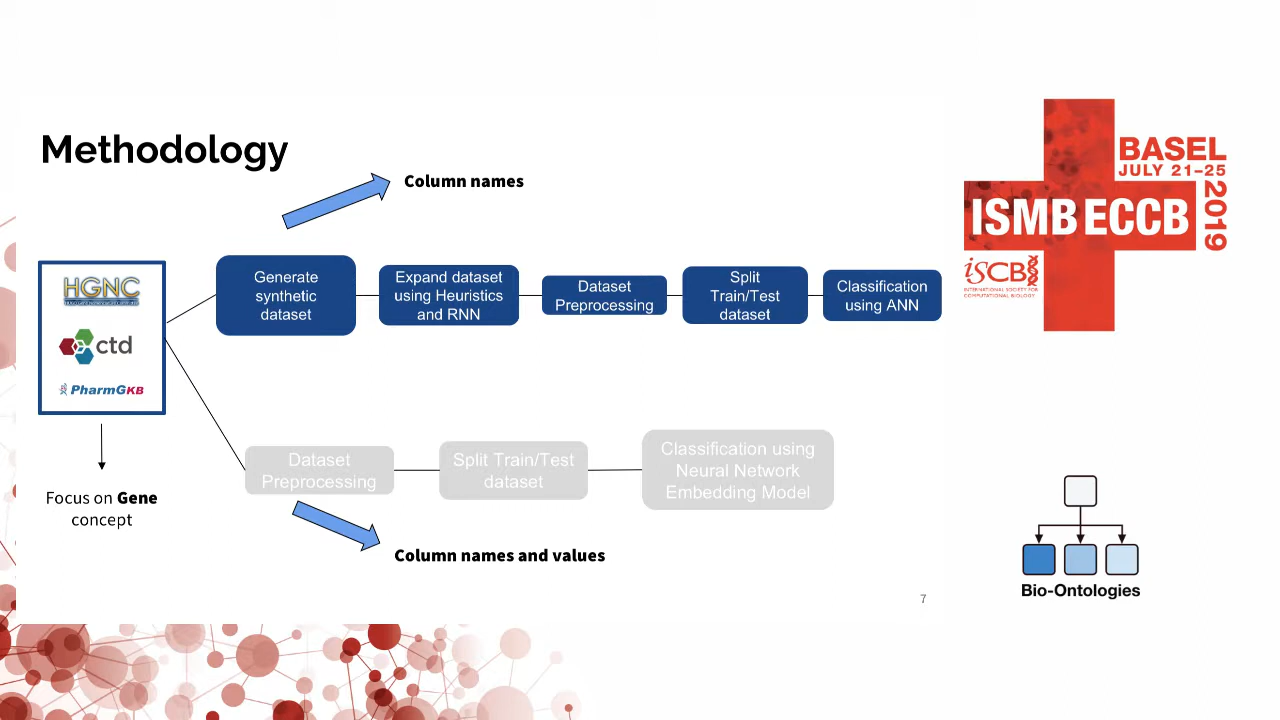 Methodology
Column names
HGNC
ctd
PharmGKB
Generate
synthetic
dataset
Expand dataset
using Heuristics
and RNN
Dataset
Preprocessing
Split
Train/Test
dataset
Classification
using ANN
Dataset
Preprocessing
Split Train/Test
dataset
Classification using
Neural Network
Embedding Model
Focus on Gene
concept
Column names and values
7
BASEL
JULY 21–25
2019
ISMB ECCB
ISCB
INTERNATIONAL SOCIETY FOR
COMPUTATIONAL BIOLOGY
Bio-Ontologies